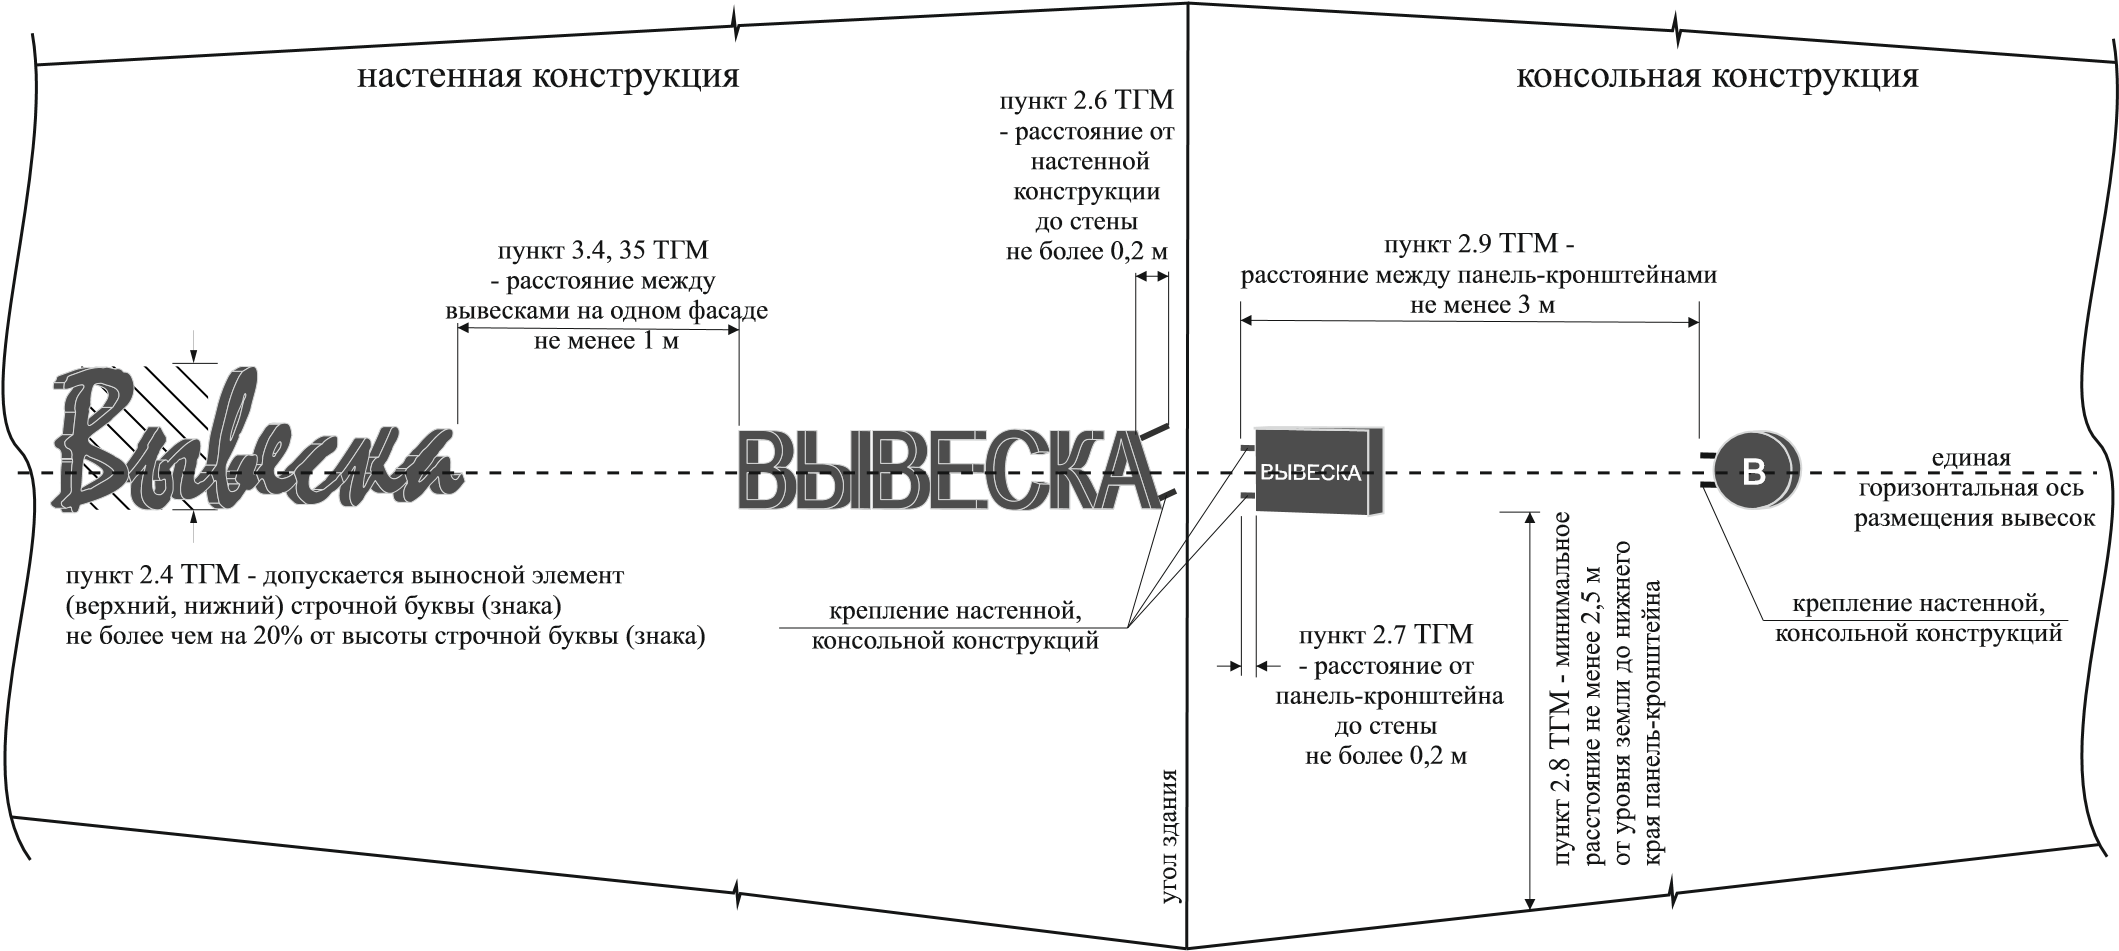 настенная конструкция
консольная конструкция
пункт 2.6 ТГМ
- расстояние от
настенной
конструкции
до стены
не более 0,2 м
пункт 3.4, 35 ТГМ
- расстояние между
вывесками на одном фасаде
не менее 1 м
пункт 2.9 ТГМ -
расстояние между панель-кронштейнами
не менее 3 м
Вывеска
ВЫВЕСКА
ВЫВЕСКА
В
единая
горизонтальная ось
размещения вывесок
пункт 2.4 ТГМ - допускается выносной элемент
(верхний, нижний) строчной буквы (знака)
не более чем на 20% от высоты строчной буквы (знака)
крепление настенной,
консольной конструкций
пункт 2.7 ТГМ
- расстояние от
панель-кронштейна
до стены
не более 0,2 м
пункт 2.8 ТГМ - минимальное
расстояние не менее 2,5 м
от уровня земли до нижнего
края панель-кронштейна
крепление настенной,
консольной конструкций
угол здания